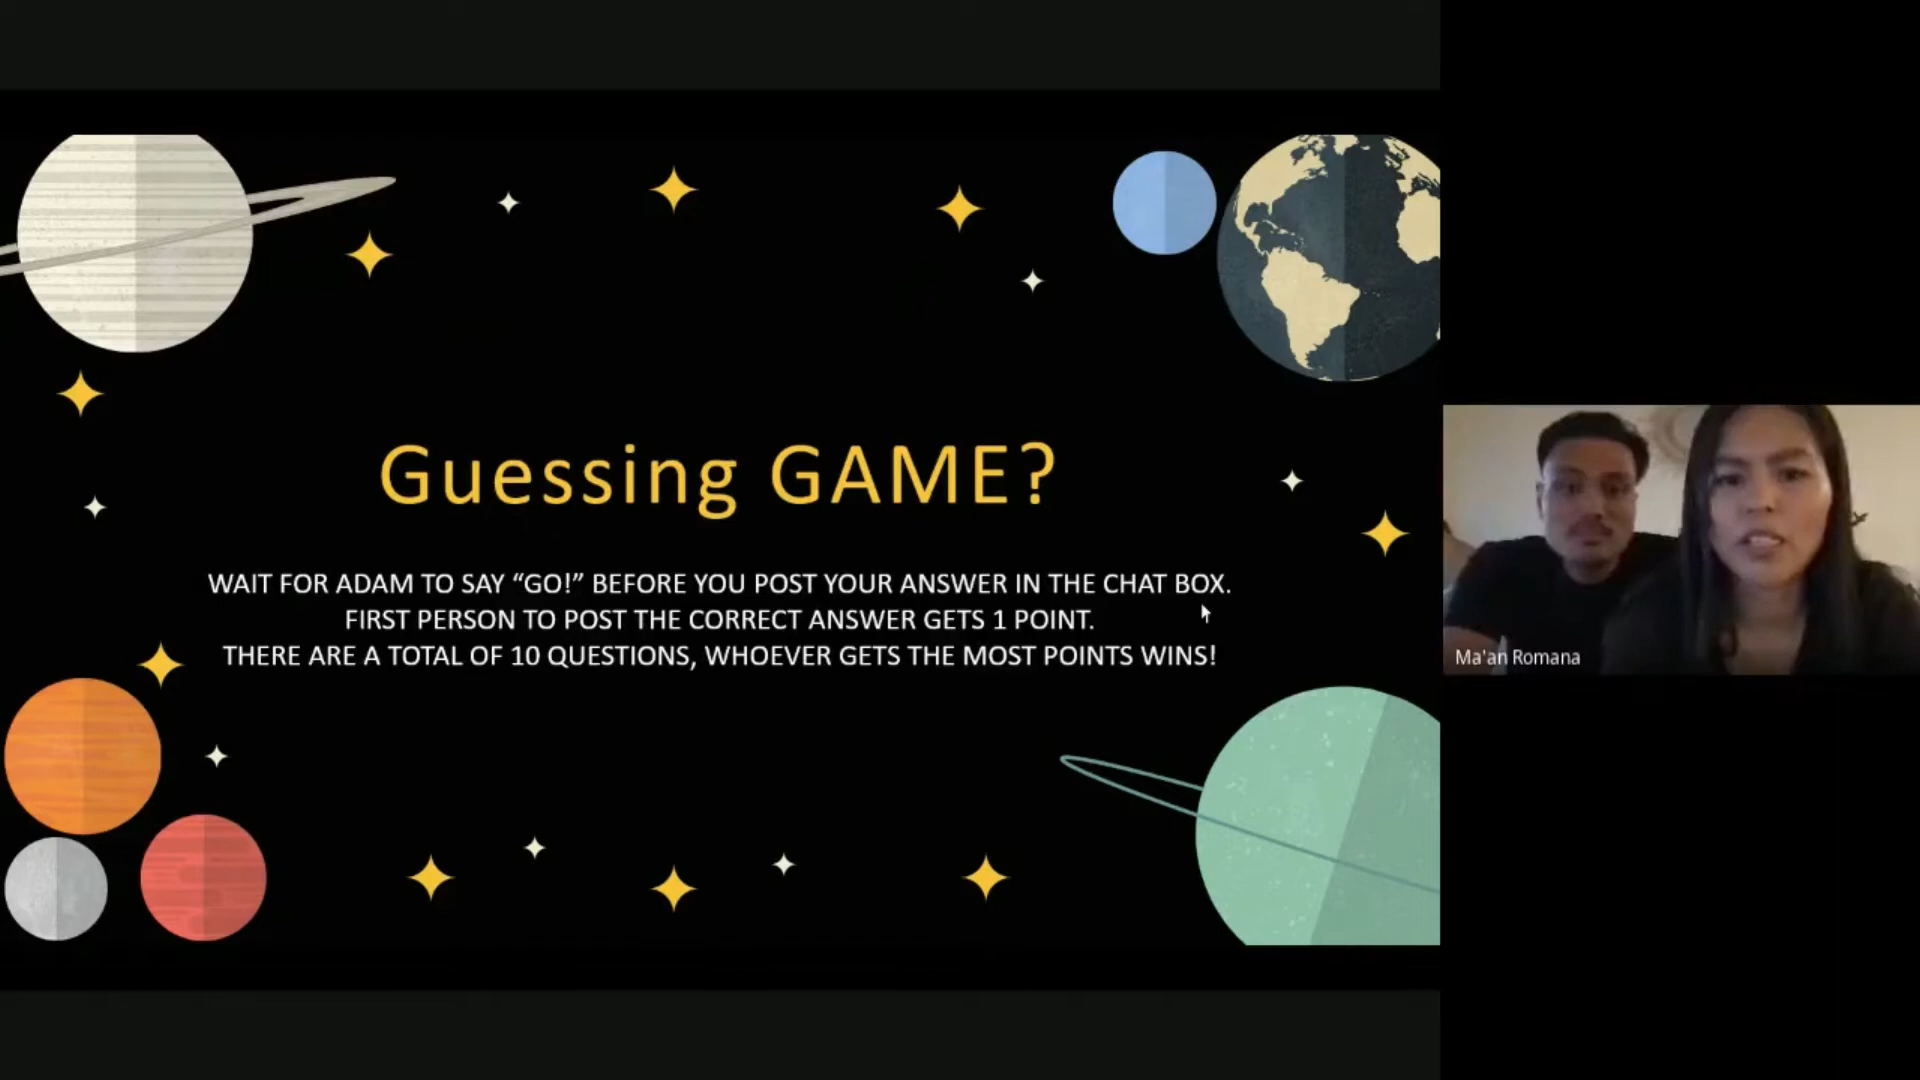 Guessing GAME?
WAIT FOR ADAM TO SAY “GO!” BEFORE YOU POST YOUR ANSWER IN THE CHAT BOX.
FIRST PERSON TO POST THE CORRECT ANSWER GETS 1 POINT.
THERE ARE A TOTAL OF 10 QUESTIONS, WHOEVER GETS THE MOST POINTS WINS!
Ma'an Romana